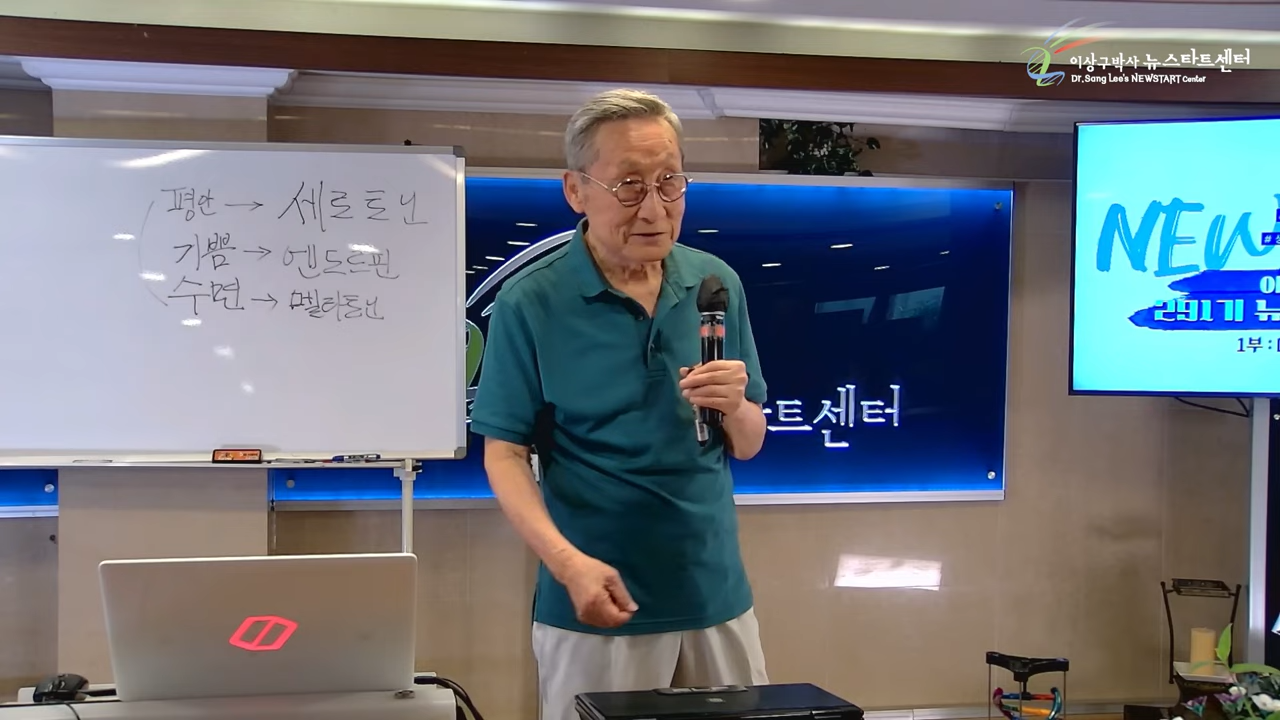 이상구박사 뉴스타트센터
Dr. Sang Lee's NEWSTART Center
평안 → 세로토닌
기쁨 → 엔도르핀
수면 → 멜타토닌
타트센터
NEW
291기 뉴
1부 :